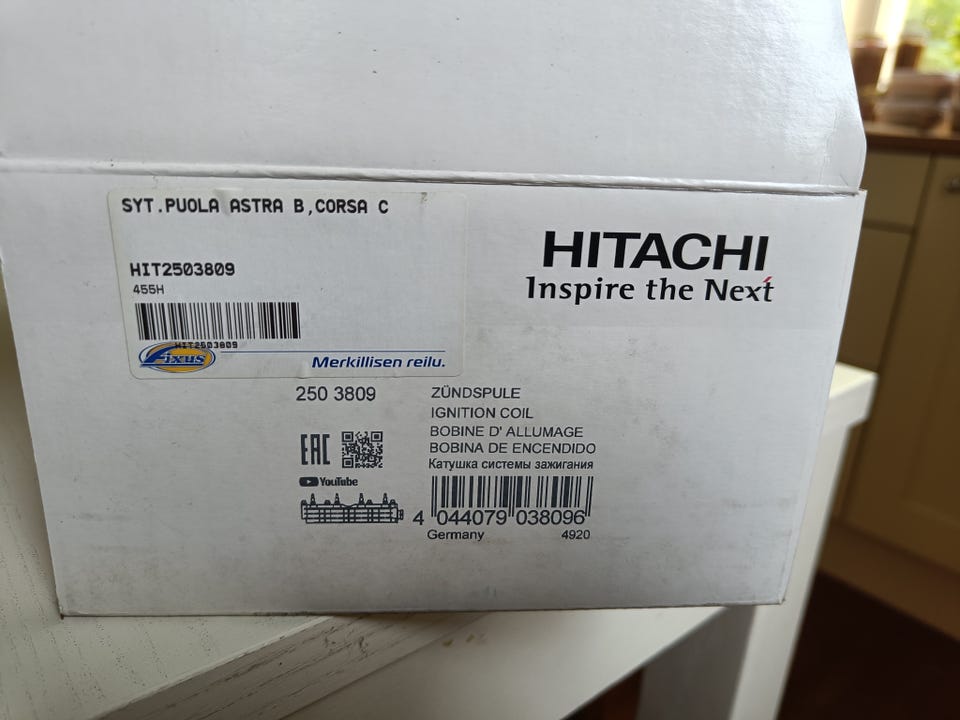 SYT.PUOLA ASTRA B,CORSA C
HIT2503809
455H
HIT2503809
Fixus
Merkillisen reilu.
HITACHI
Inspire the Next
250 3809
ZÜNDSPULE
IGNITION COIL
BOBINE D' ALLUMAGE
BOBINA DE ENCENDIDO
Катушка системы зажигания
EAC
YouTube
4 044079 038096
Germany 4920